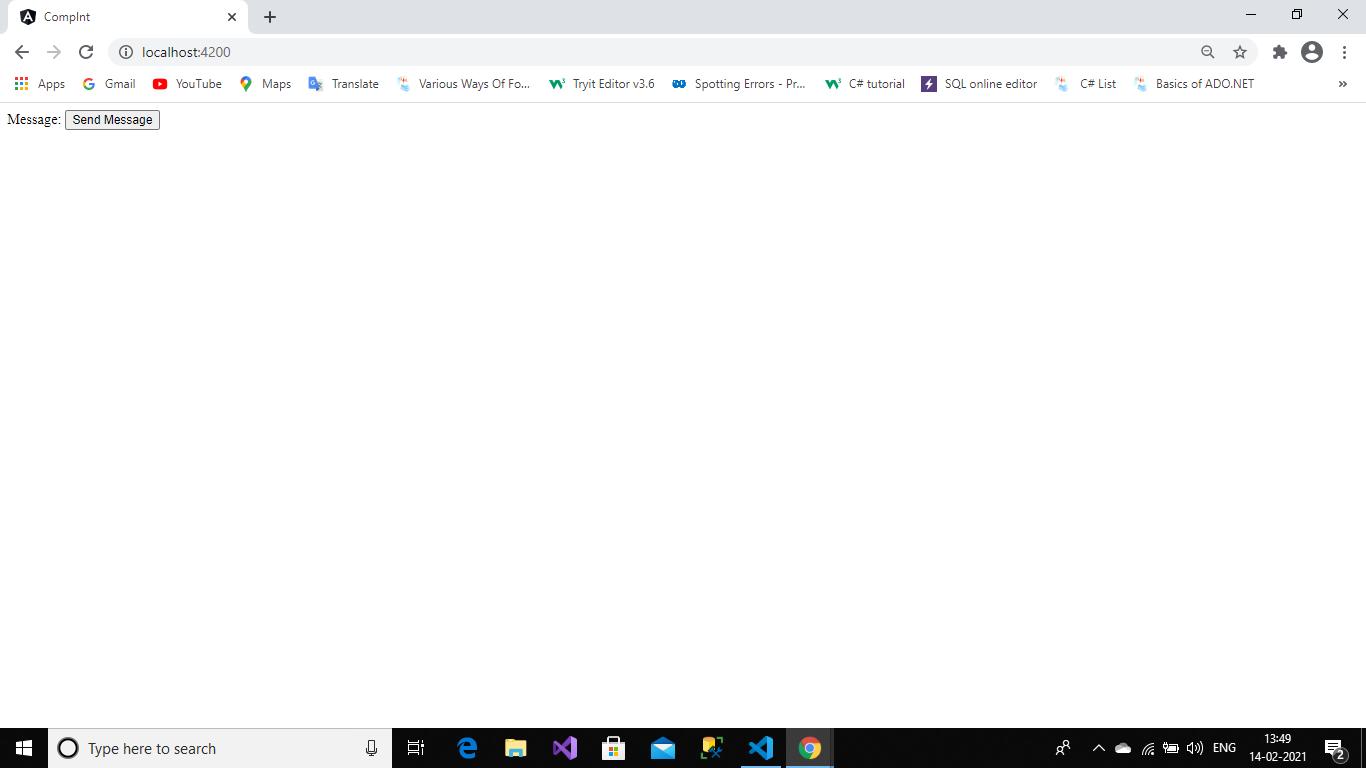 CompInt
localhost:4200
Apps Gmail YouTube Maps Translate Various Ways Of Fo... Tryit Editor v3.6 Spotting Errors - Pr... C# tutorial SQL online editor C# List Basics of ADO.NET »
Message: Send Message
Type here to search
ENG
13:49
14-02-2021
2